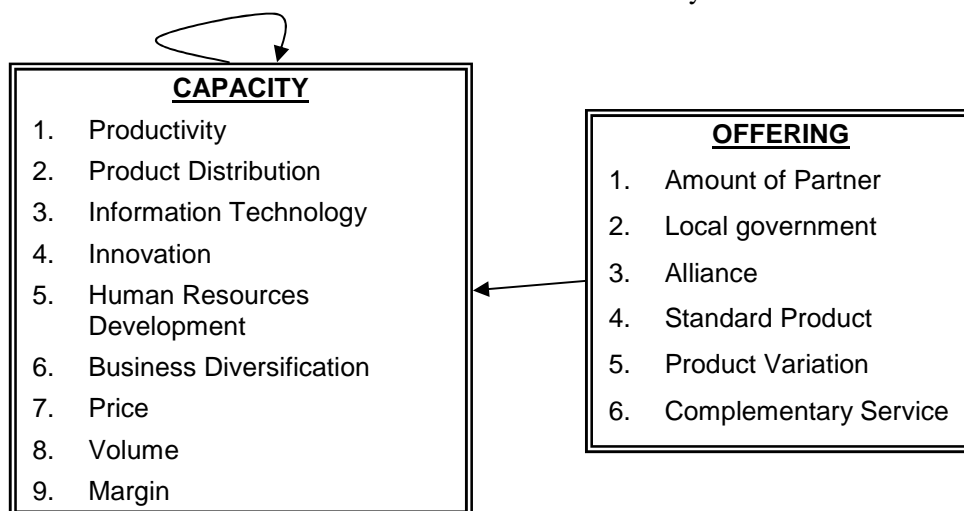 CAPACITY
1. Productivity
2. Product Distribution
3. Information Technology
4. Innovation
5. Human Resources
Development
6. Business Diversification
7. Price
8. Volume
9. Margin
OFFERING
1. Amount of Partner
2. Local government
3. Alliance
4. Standard Product
5. Product Variation
6. Complementary Service